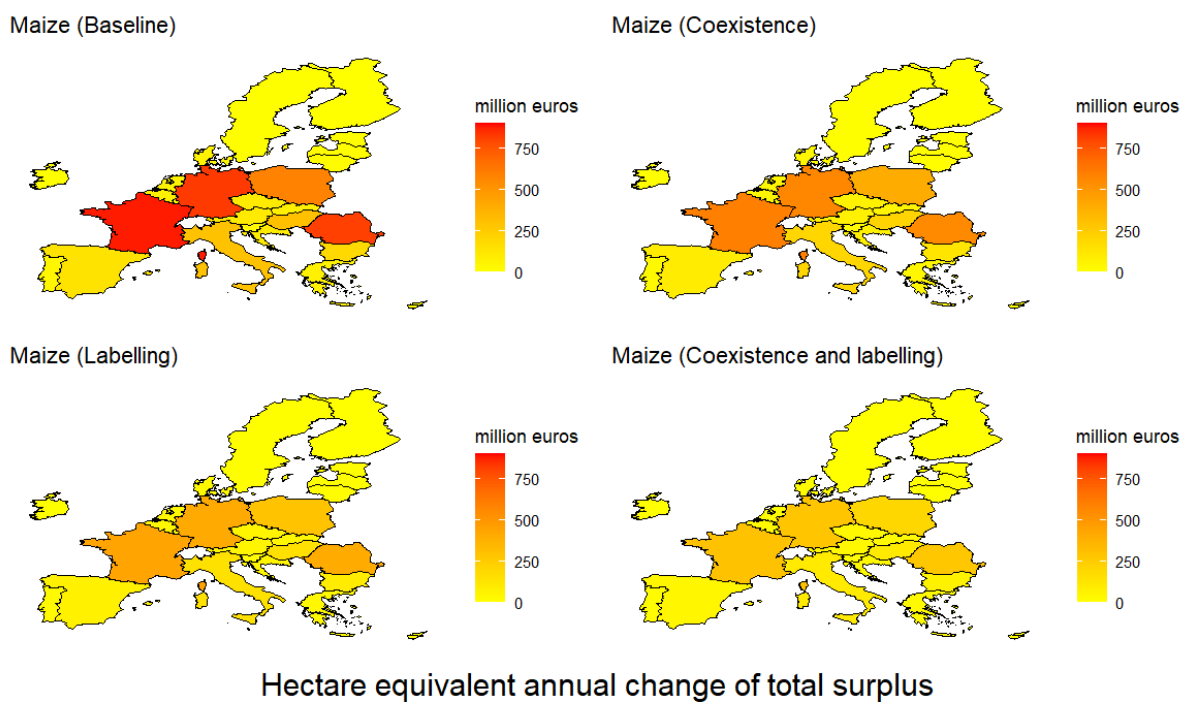 Maize (Baseline)
million euros
750
500
250
0
Maize (Coexistence)
million euros
750
500
250
0
Maize (Labelling)
million euros
750
500
250
0
Maize (Coexistence and labelling)
million euros
750
500
250
0
Hectare equivalent annual change of total surplus